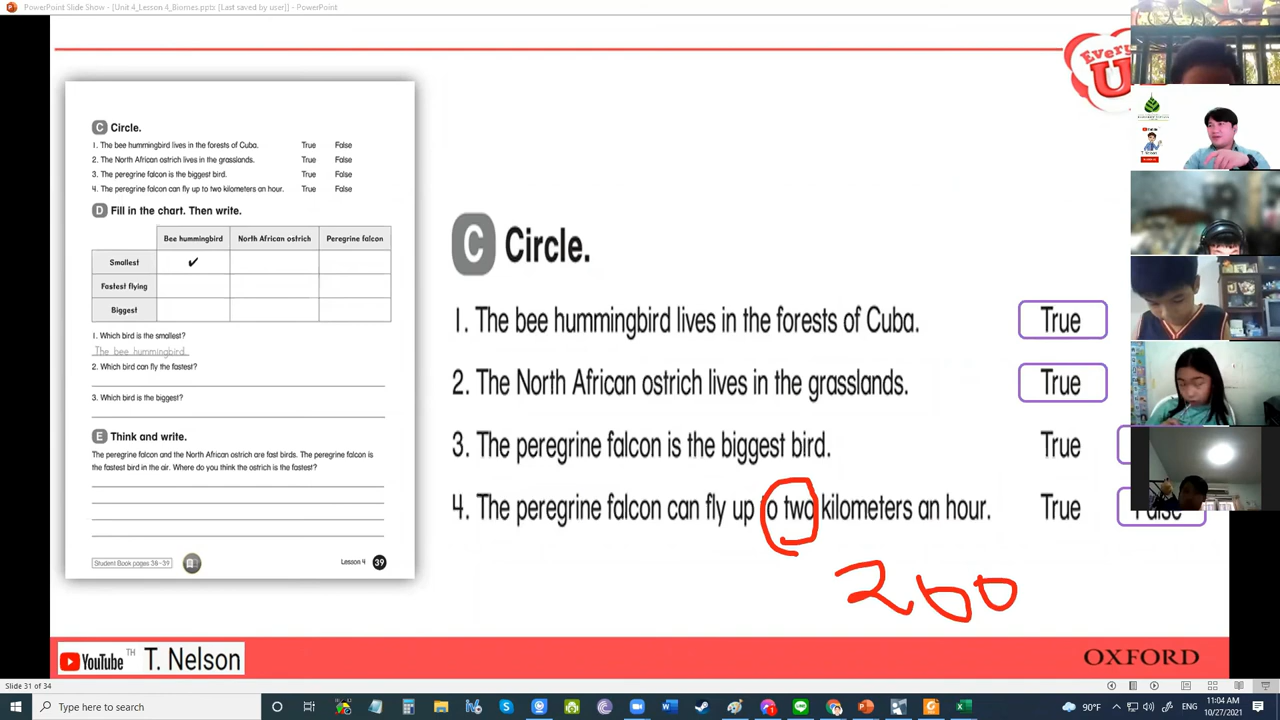 PowerPoint Slide Show - [Unit 4_Lesson 4_Biomes.ppts [Last saved by user]] - PowerPoint
Every
U
C Circle.
1. The bee hummingbird lives in the forests of Cuba. True False
2. The North African ostrich lives in the grasslands. True False
3. The peregrine falcon is the biggest bird. True False
4. The peregrine falcon can fly up to two kilometers an hour. True False
D Fill in the chart. Then write.
Bee hummingbird North African ostrich Peregrine falcon
Smallest ✓
Fastest flying
Biggest
1. Which bird is the smallest?
The bee hummingbird.
2. Which bird can fly the fastest?
3. Which bird is the biggest?
E Think and write.
The peregrine falcon and the North African ostrich are fast birds. The peregrine falcon is
the fastest bird in the air. Where do you think the ostrich is the fastest?
Student Book pages 38-39
Lesson 4 39
C Circle.
1. The bee hummingbird lives in the forests of Cuba. True
2. The North African ostrich lives in the grasslands. True
3. The peregrine falcon is the biggest bird. True
4. The peregrine falcon can fly up to two kilometers an hour. True False
200
YouTube TH T. Nelson
OXFORD
Slide 31 of 34
Type here to search
90°F
ENG
11:04 AM
10/27/2021